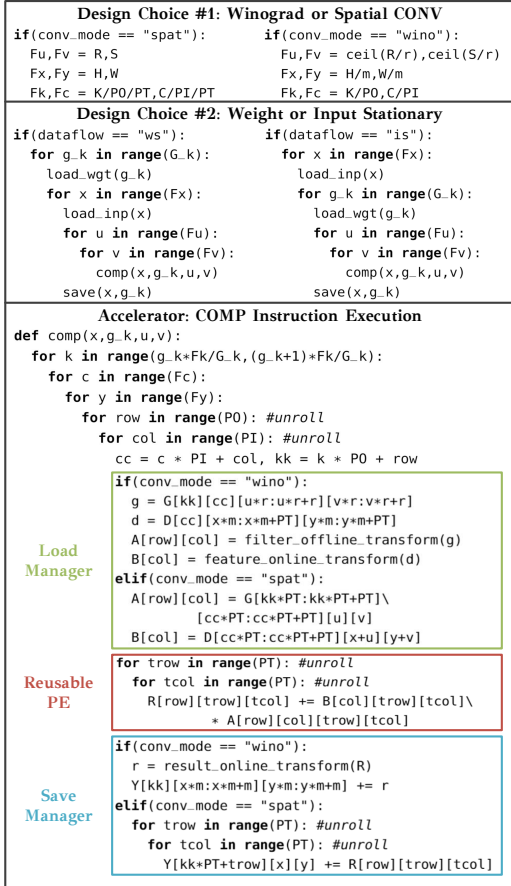 Design Choice #1: Winograd or Spatial CONV
if(conv_mode == "spat"):
  Fu,Fv = R,S
  Fx,Fy = H,W
  Fk,Fc = K/PO/PT,C/PI/PT
if(conv_mode == "wino"):
  Fu,Fv = ceil(R/r),ceil(S/r)
  Fx,Fy = H/m,W/m
  Fk,Fc = K/PO,C/PI
Design Choice #2: Weight or Input Stationary
if(dataflow == "ws"):
  for g_k in range(G_k):
    load_wgt(g_k)
    for x in range(Fx):
      load_inp(x)
      for u in range(Fu):
        for v in range(Fv):
          comp(x,g_k,u,v)
      save(x,g_k)
if(dataflow == "is"):
  for x in range(Fx):
    load_inp(x)
    for g_k in range(G_k):
      load_wgt(g_k)
      for u in range(Fu):
        for v in range(Fv):
          comp(x,g_k,u,v)
      save(x,g_k)
Accelerator: COMP Instruction Execution
def comp(x,g_k,u,v):
  for k in range(g_k*Fk/G_k,(g_k+1)*Fk/G_k):
    for c in range(Fc):
      for y in range(Fy):
        for row in range(PO): #unroll
          for col in range(PI): #unroll
            cc = c * PI + col, kk = k * PO + row
Load
Manager
if(conv_mode == "wino"):
  g = G[kk][cc][u*r:u*r+r][v*r:v*r+r]
  d = D[cc][x*m:x*m+PT][y*m:y*m+PT]
  A[row][col] = filter_offline_transform(g)
  B[col] = feature_online_transform(d)
elif(conv_mode == "spat"):
  A[row][col] = G[kk*PT:kk*PT+PT]\
          [cc*PT:cc*PT+PT][u][v]
  B[col] = D[cc*PT:cc*PT+PT][x+u][y+v]
Reusable
PE
for trow in range(PT): #unroll
  for tcol in range(PT): #unroll
    R[row][trow][tcol] += B[col][trow][tcol]\
            * A[row][col][trow][tcol]
Save
Manager
if(conv_mode == "wino"):
  r = result_online_transform(R)
  Y[kk][x*m:x*m+m][y*m:y*m+m] += r
elif(conv_mode == "spat"):
  for trow in range(PT): #unroll
    for tcol in range(PT): #unroll
      Y[kk*PT+trow][x][y] += R[row][trow][tcol]